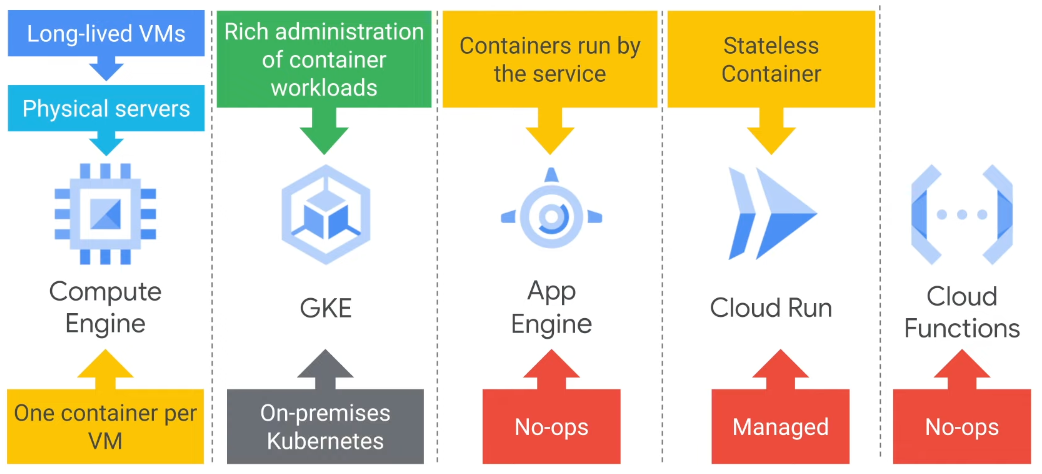 Long-lived VMs
Physical servers
Compute
Engine
One container per
VM
Rich administration
of container
workloads
GKE
On-premises
Kubernetes
Containers run by
the service
App
Engine
No-ops
Stateless
Container
Cloud Run
Managed
Cloud
Functions
No-ops